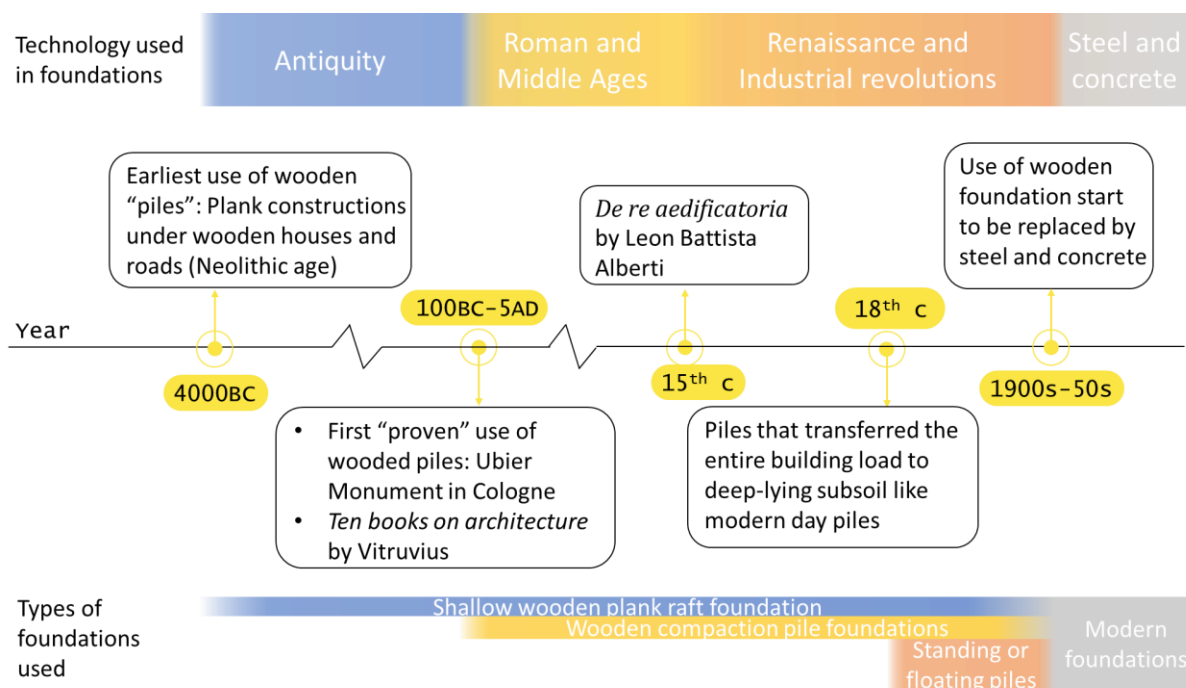 Technology used
in foundations
Antiquity
Roman and
Middle Ages
Renaissance and
Industrial revolutions
Steel and
concrete
Earliest use of wooden
“piles”: Plank constructions
under wooden houses and
roads (Neolithic age)
De re aedificatoria
by Leon Battista
Alberti
Use of wooden
foundation start
to be replaced by
steel and concrete
Year
4000BC
100BC-5AD
15th c
18th c
1900s-50s
• First “proven” use of
wooded piles: Ubier
Monument in Cologne
• Ten books on architecture
by Vitruvius
Piles that transferred the
entire building load to
deep-lying subsoil like
modern day piles
Types of
foundations
used
Shallow wooden plank raft foundation
Wooden compaction pile foundations
Standing or
floating piles
Modern
foundations